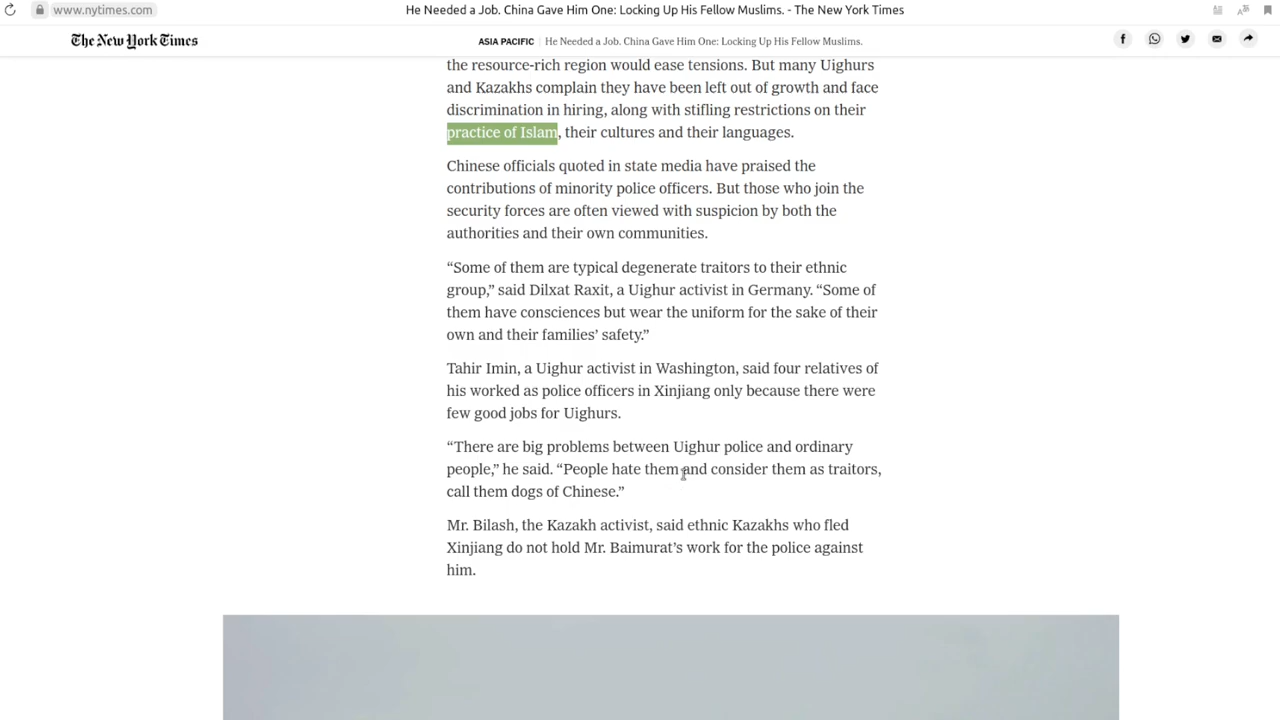 www.nytimes.com
He Needed a Job. China Gave Him One: Locking Up His Fellow Muslims. - The New York Times
The New York Times
ASIA PACIFIC | He Needed a Job. China Gave Him One: Locking Up His Fellow Muslims.
the resource-rich region would ease tensions. But many Uighurs
and Kazakhs complain they have been left out of growth and face
discrimination in hiring, along with stifling restrictions on their
practice of Islam, their cultures and their languages.
Chinese officials quoted in state media have praised the
contributions of minority police officers. But those who join the
security forces are often viewed with suspicion by both the
authorities and their own communities.
“Some of them are typical degenerate traitors to their ethnic
group,” said Dilxat Raxit, a Uighur activist in Germany. “Some of
them have consciences but wear the uniform for the sake of their
own and their families’ safety.”
Tahir Imin, a Uighur activist in Washington, said four relatives of
his worked as police officers in Xinjiang only because there were
few good jobs for Uighurs.
“There are big problems between Uighur police and ordinary
people,” he said. “People hate them and consider them as traitors,
call them dogs of Chinese.”
Mr. Bilash, the Kazakh activist, said ethnic Kazakhs who fled
Xinjiang do not hold Mr. Baimurat’s work for the police against
him.